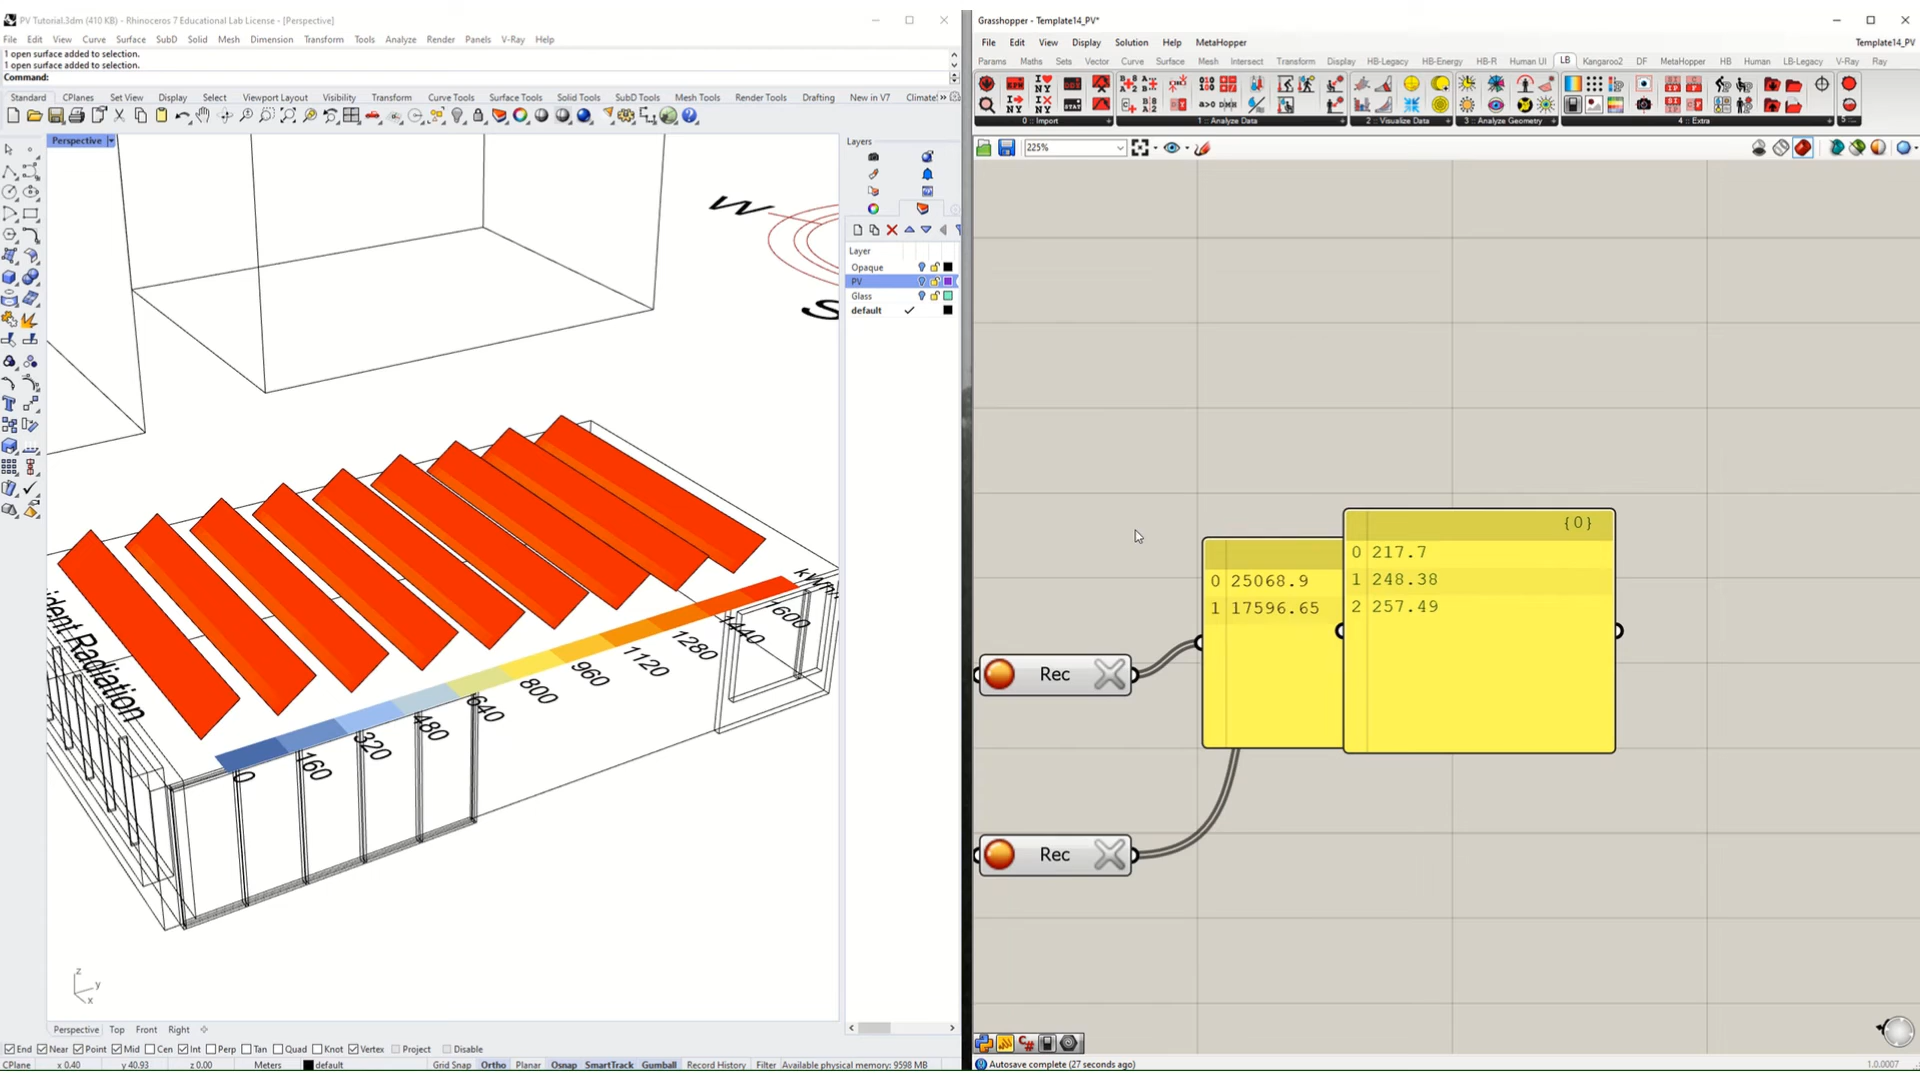 PV Tutorial.3dm (410 KB) - Rhinoceros 7 Educational Lab License - [Perspective]
File Edit View Curve Surface SubD Solid Mesh Dimension Transform Tools Analyze Render Panels V-Ray Help
1 open surface added to selection.
1 open surface added to selection.
Command:
Standard CPlanes Set View Display Select Viewport Layout Visibility Transform Curve Tools Surface Tools Solid Tools SubD Tools Mesh Tools Render Tools Drafting New in V7
Perspective
Layers
Layer
Opaque
PV
Glass
default
W
S
dent Radiation
0
160
320
480
640
800
960
1120
1280
1440
1600
z
y
x
Perspective Top Front Right
End Near Point Mid Cen Int Perp Tan Quad Knot Vertex Project Disable
CPlane x 0.40 y 40.93 z 0.00 Meters default Grid Snap Ortho Planar Osnap SmartTrack Gumball Record History Filter Available physical memory: 9598 MB
Grasshopper - Template14_PV*
File Edit View Display Solution Help MetaHopper Template14_PV
Params Maths Sets Vector Curve Surface Mesh Intersect Transform Display HB-Legacy HB-Energy HB-R Human UI LB Kangaroo2 DF MetaHopper HB Human LB-Legacy V-Ray Ray
0 :: Import 1 :: Analyze Data 2 :: Visualize Data 3 :: Analyze Geometry 4 :: Extra
225%
{0}
0 217.7
1 248.38
2 257.49
0 25068.9
1 17596.65
Rec
Rec
Autosave complete (27 seconds ago) 1.0.0007